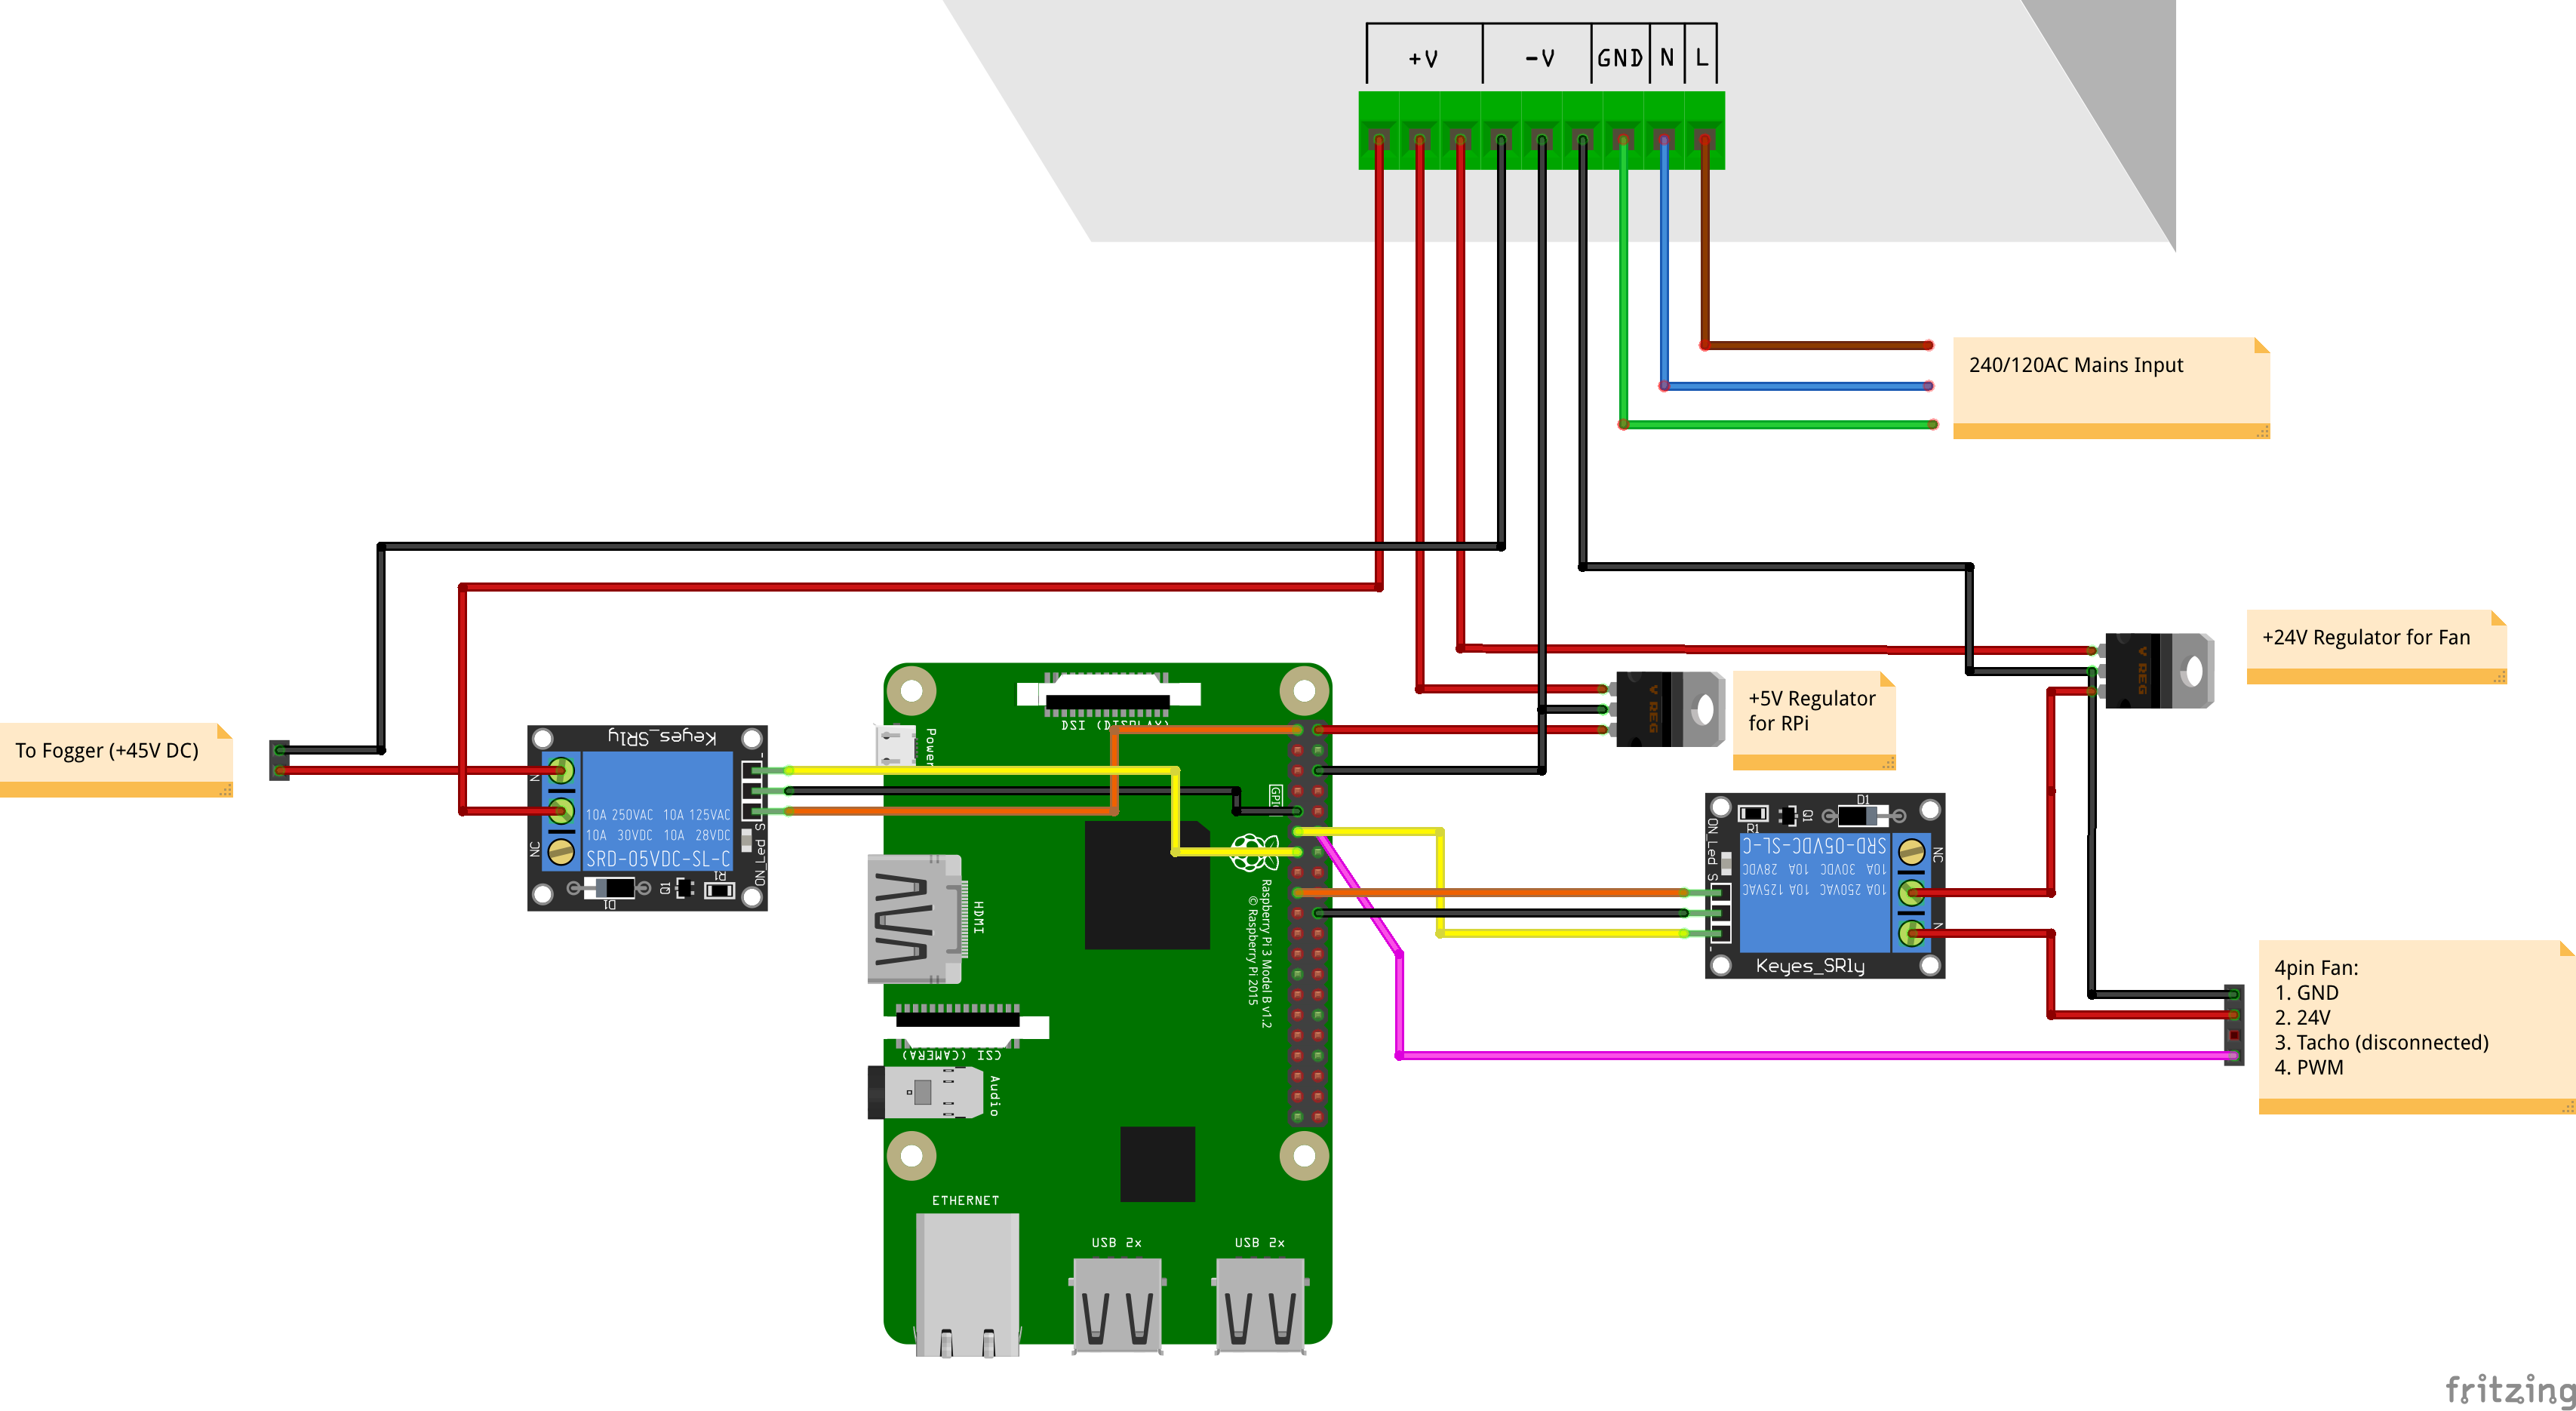 +V -V GND N L
240/120AC Mains Input
+24V Regulator for Fan
V REG
V REG
+5V Regulator
for RPi
To Fogger (+45V DC)
Keyes_SRly
N
10A 250VAC 10A 125VAC
10A 30VDC 10A 28VDC
SRD-05VDC-SL-C
NC
-
S
ON_Led
D1
Q1
R1
DSI (DISPLAY)
Power
GPIO
HDMI
Raspberry Pi 3 Model B v1.2
© Raspberry Pi 2015
CSI (CAMERA)
Audio
ETHERNET
USB 2x
USB 2x
D1
Q1
R1
ON_Led
S
-
SRD-05VDC-SL-C
10A 30VDC 10A 28VDC
10A 250VAC 10A 125VAC
NC
N
Keyes_SRly
4pin Fan:
1. GND
2. 24V
3. Tacho (disconnected)
4. PWM
fritzing